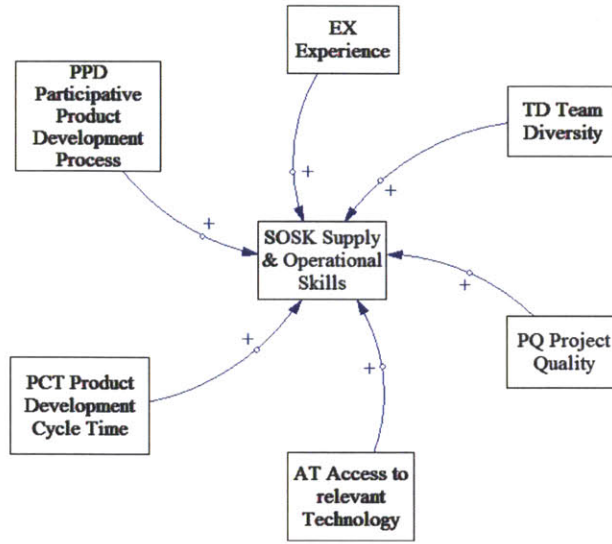 EX
Experience
PPD
Participative
Product
Development
Process
TD Team
Diversity
+
+
+
SOSK Supply
& Operational
Skills
+
+
+
PQ Project
Quality
PCT Product
Development
Cycle Time
AT Access to
relevant
Technology